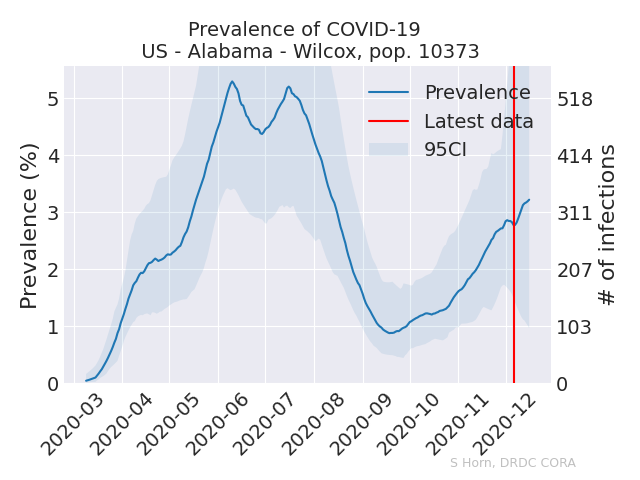 Prevalence of COVID-19
US - Alabama - Wilcox, pop. 10373
Prevalence (%)
5
4
3
2
1
0
Prevalence
Latest data
95CI
518
414
311
207
103
0
# of infections
2020-03
2020-04
2020-05
2020-06
2020-07
2020-08
2020-09
2020-10
2020-11
2020-12
S Horn, DRDC CORA